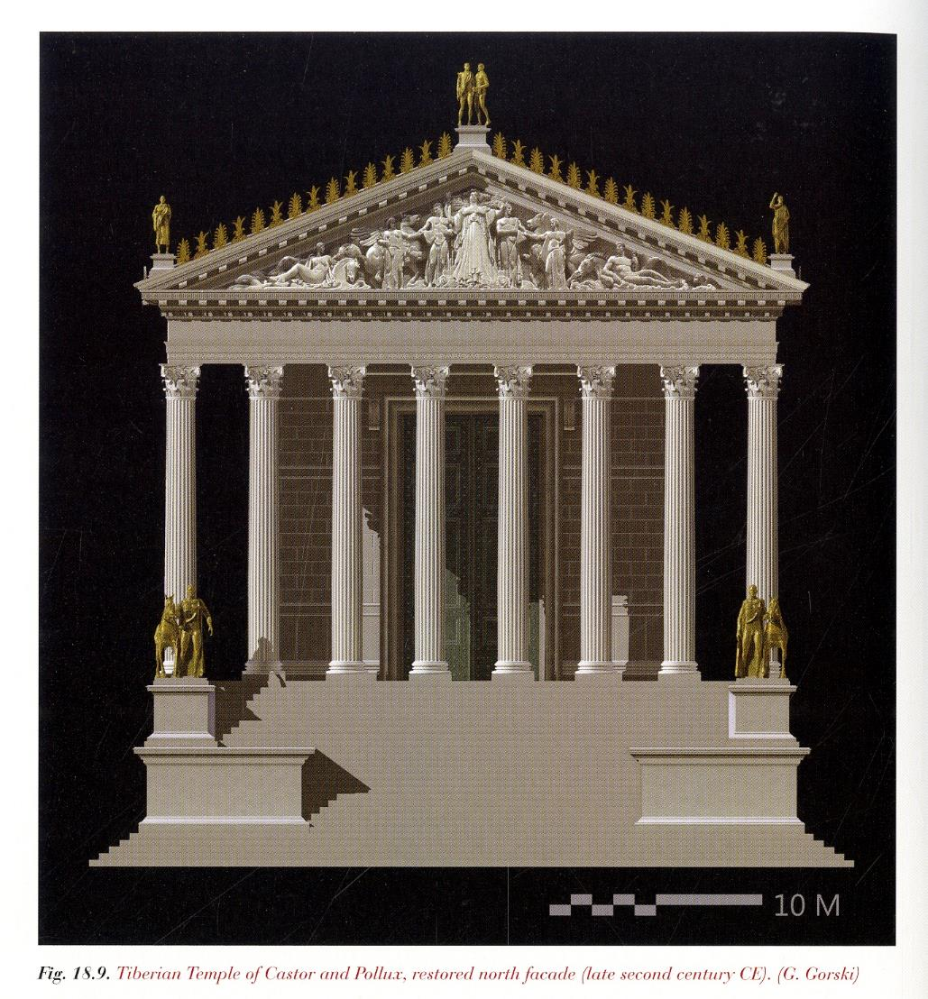 10 M
Fig. 18.9. Tiberian Temple of Castor and Pollux, restored north facade (late second century CE). (G. Gorski)